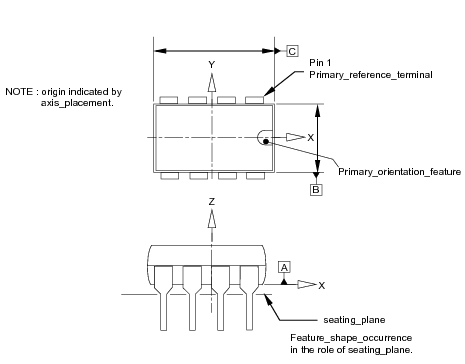 C
Y
Pin 1
Primary_reference_terminal
NOTE : origin indicated by
axis_placement.
X
Primary_orientation_feature
B
Z
A
X
seating_plane
Feature_shape_occurrence
in the role of seating_plane.